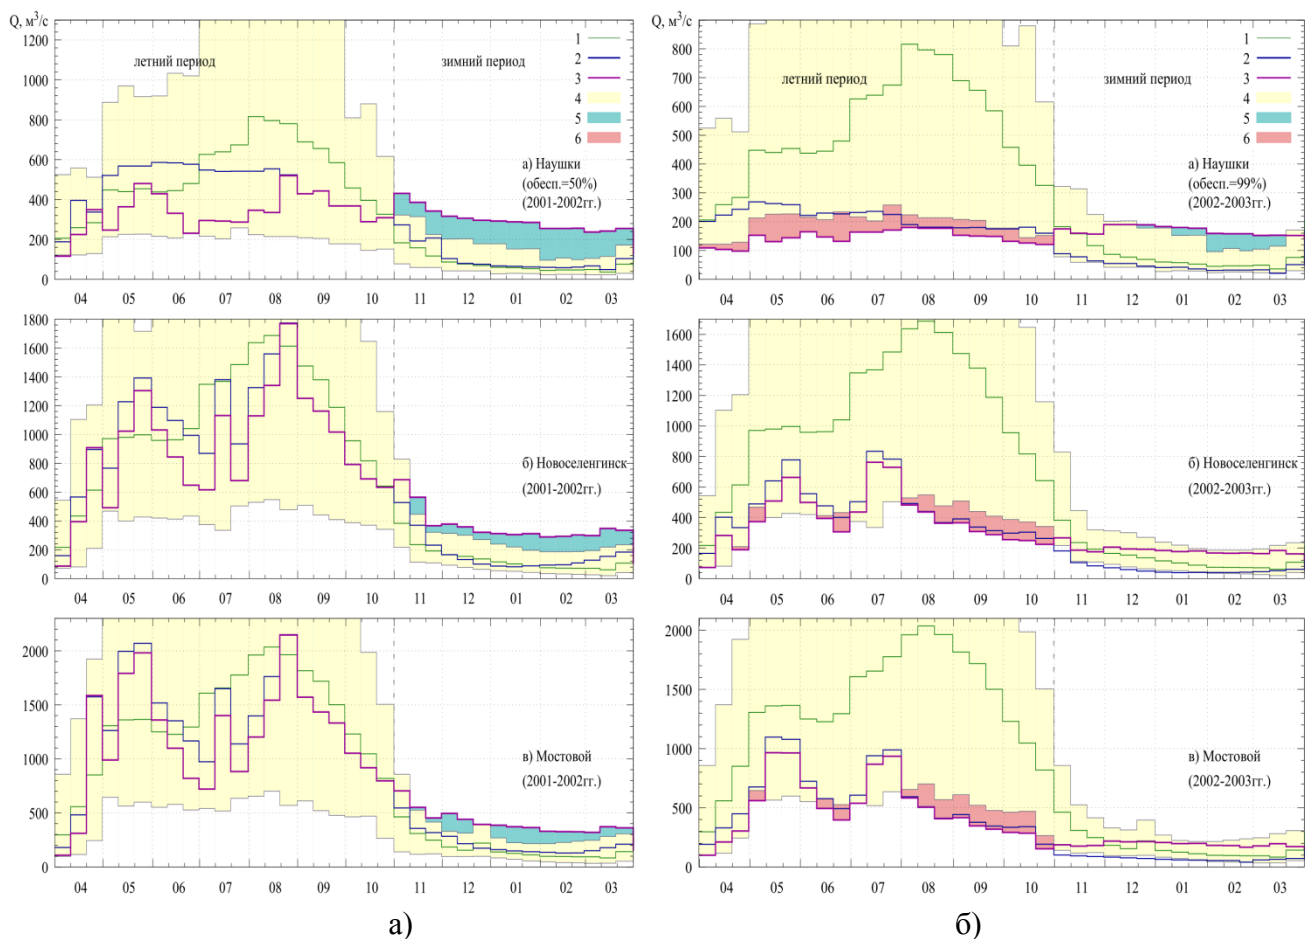 Q, м³/с
1200
1000
800
600
400
200
0
летний период
зимний период
1
2
3
4
5
6
а) Наушки
(обесп.=50%)
(2001-2002гг.)
04 05 06 07 08 09 10 11 12 01 02 03
Q, м³/с
800
700
600
500
400
300
200
100
0
летний период
зимний период
1
2
3
4
5
6
а) Наушки
(обесп.=99%)
(2002-2003гг.)
04 05 06 07 08 09 10 11 12 01 02 03
1800
1600
1400
1200
1000
800
600
400
200
0
б) Новоселенгинск
(2001-2002гг.)
04 05 06 07 08 09 10 11 12 01 02 03
1600
1400
1200
1000
800
600
400
200
0
б) Новоселенгинск
(2002-2003гг.)
04 05 06 07 08 09 10 11 12 01 02 03
2000
1500
1000
500
0
в) Мостовой
(2001-2002гг.)
04 05 06 07 08 09 10 11 12 01 02 03
2000
1500
1000
500
0
в) Мостовой
(2002-2003гг.)
04 05 06 07 08 09 10 11 12 01 02 03
а)
б)